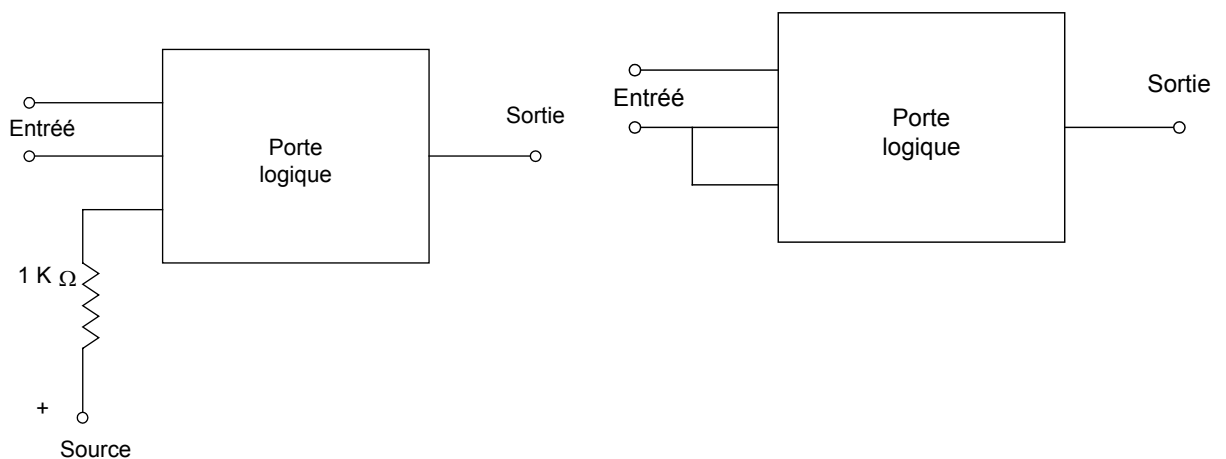 Entréé
Porte
logique
Sortie
1 K Ω
+
Source
Entréé
Porte
logique
Sortie